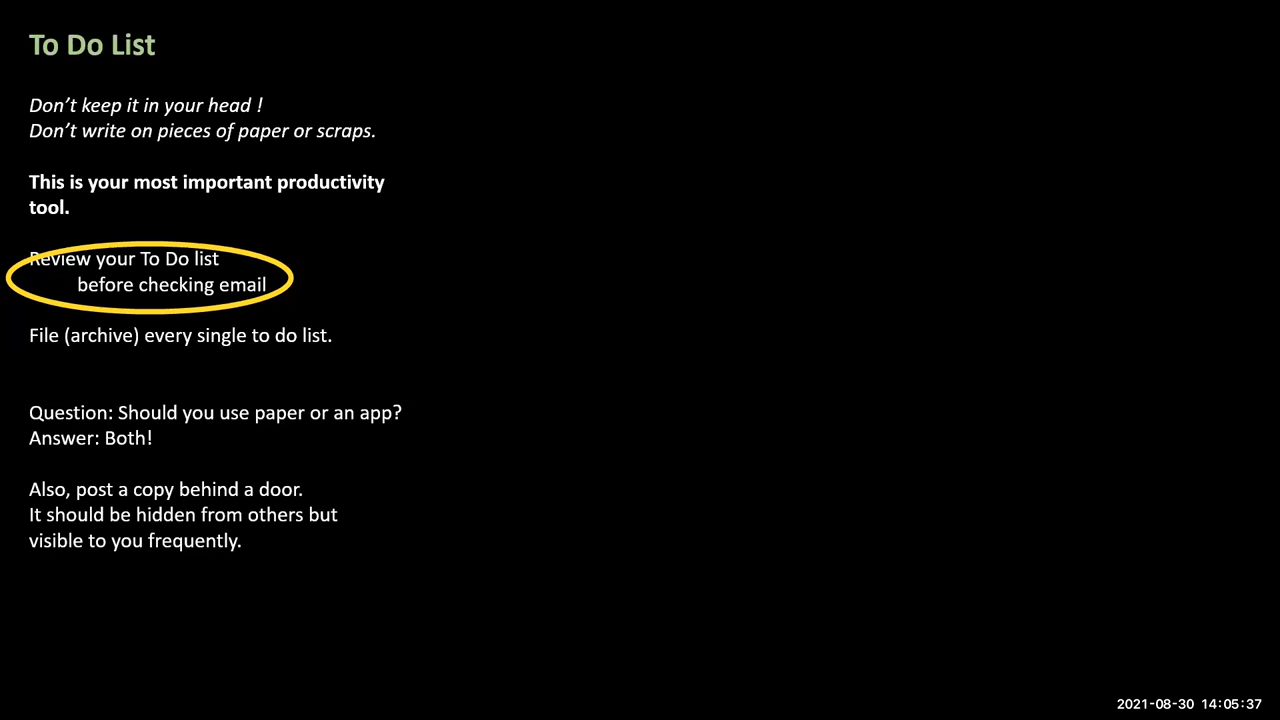 To Do List
Don’t keep it in your head !
Don’t write on pieces of paper or scraps.
This is your most important productivity
tool.
Review your To Do list
before checking email
File (archive) every single to do list.
Question: Should you use paper or an app?
Answer: Both!
Also, post a copy behind a door.
It should be hidden from others but
visible to you frequently.
2021-08-30 14:05:37